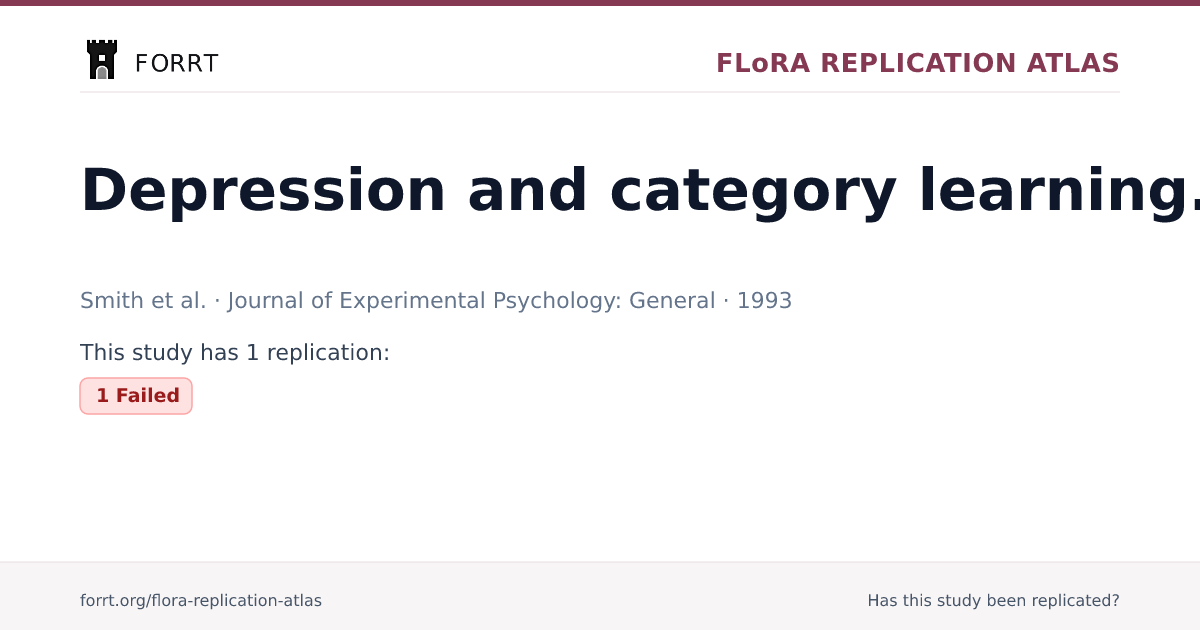 FORRT
FLoRA REPLICATION ATLAS
Depression and category learning.
Smith et al. · Journal of Experimental Psychology: General · 1993
This study has 1 replication:
1 Failed
forrt.org/flora-replication-atlas
Has this study been replicated?